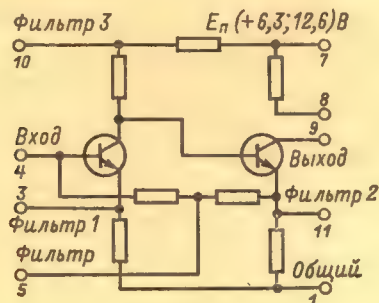 Фильтр 3
10
Eп (+6,3; 12,6) В
7
8
9
Вход
4
Выход
3
Фильтр 1
Фильтр 2
11
Фильтр
5
Общий
1